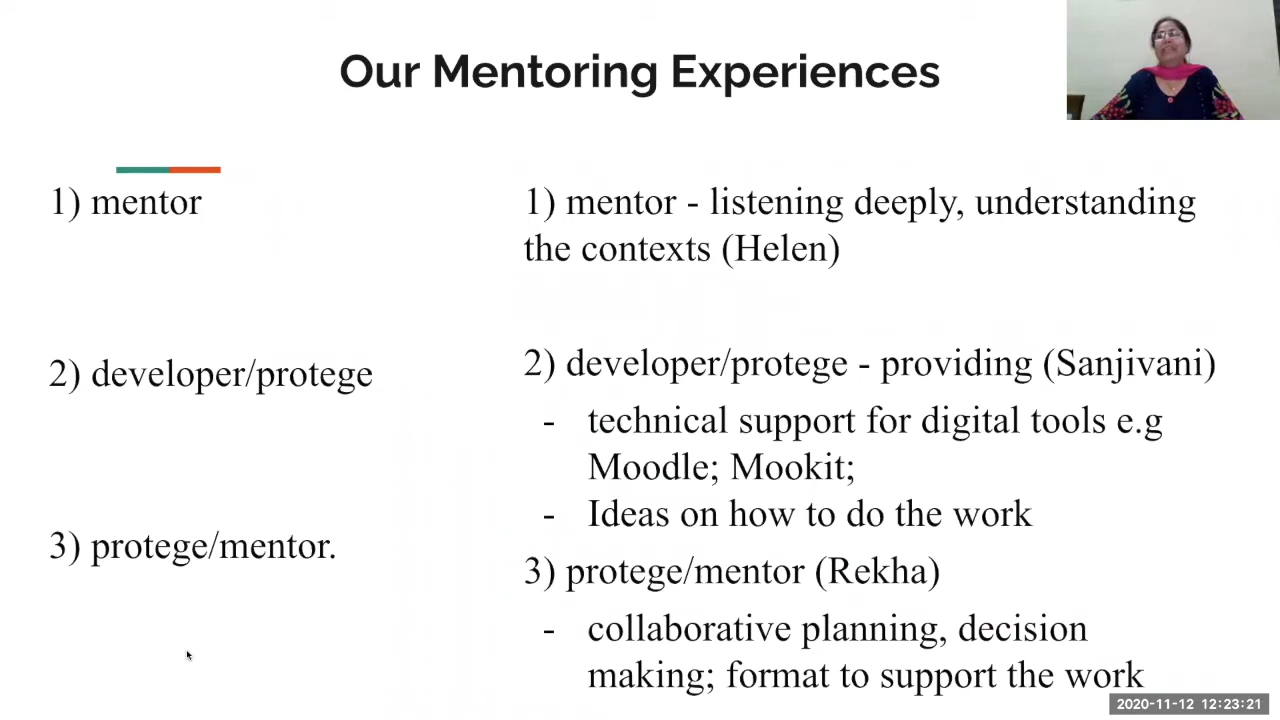 Our Mentoring Experiences
1) mentor
2) developer/protege
3) protege/mentor.
1) mentor - listening deeply, understanding
the contexts (Helen)
2) developer/protege - providing (Sanjivani)
- technical support for digital tools e.g
Moodle; Mookit;
- Ideas on how to do the work
3) protege/mentor (Rekha)
- collaborative planning, decision
making; format to support the work
2020-11-12 12:23:21